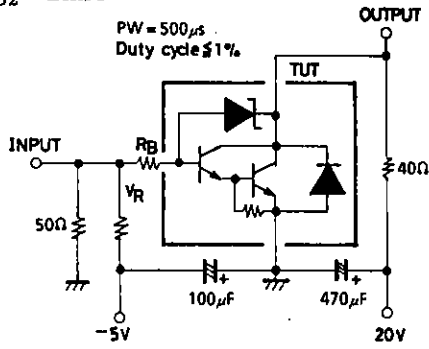 OUTPUT
PW = 500μs
Duty cycle≦1%
TUT
INPUT
RB
40Ω
50Ω
VR
100μF
+
470μF
+
-5V
20V